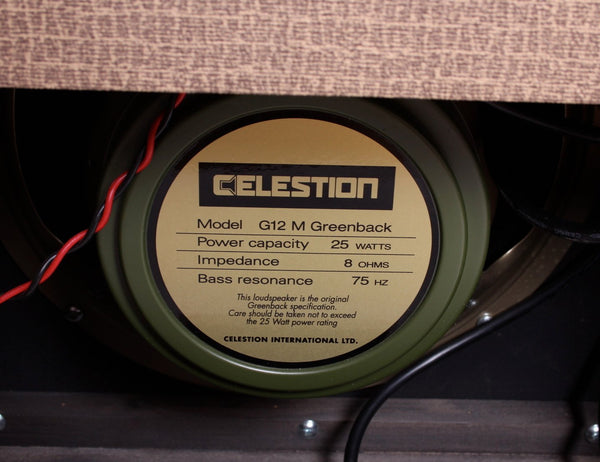 CELESTION
Model G12 M Greenback
Power capacity 25 WATTS
Impedance 8 OHMS
Bass resonance 75 HZ
This loudspeaker is the original
Greenback specification.
Care should be taken not to exceed
the 25 Watt power rating
CELESTION INTERNATIONAL LTD.